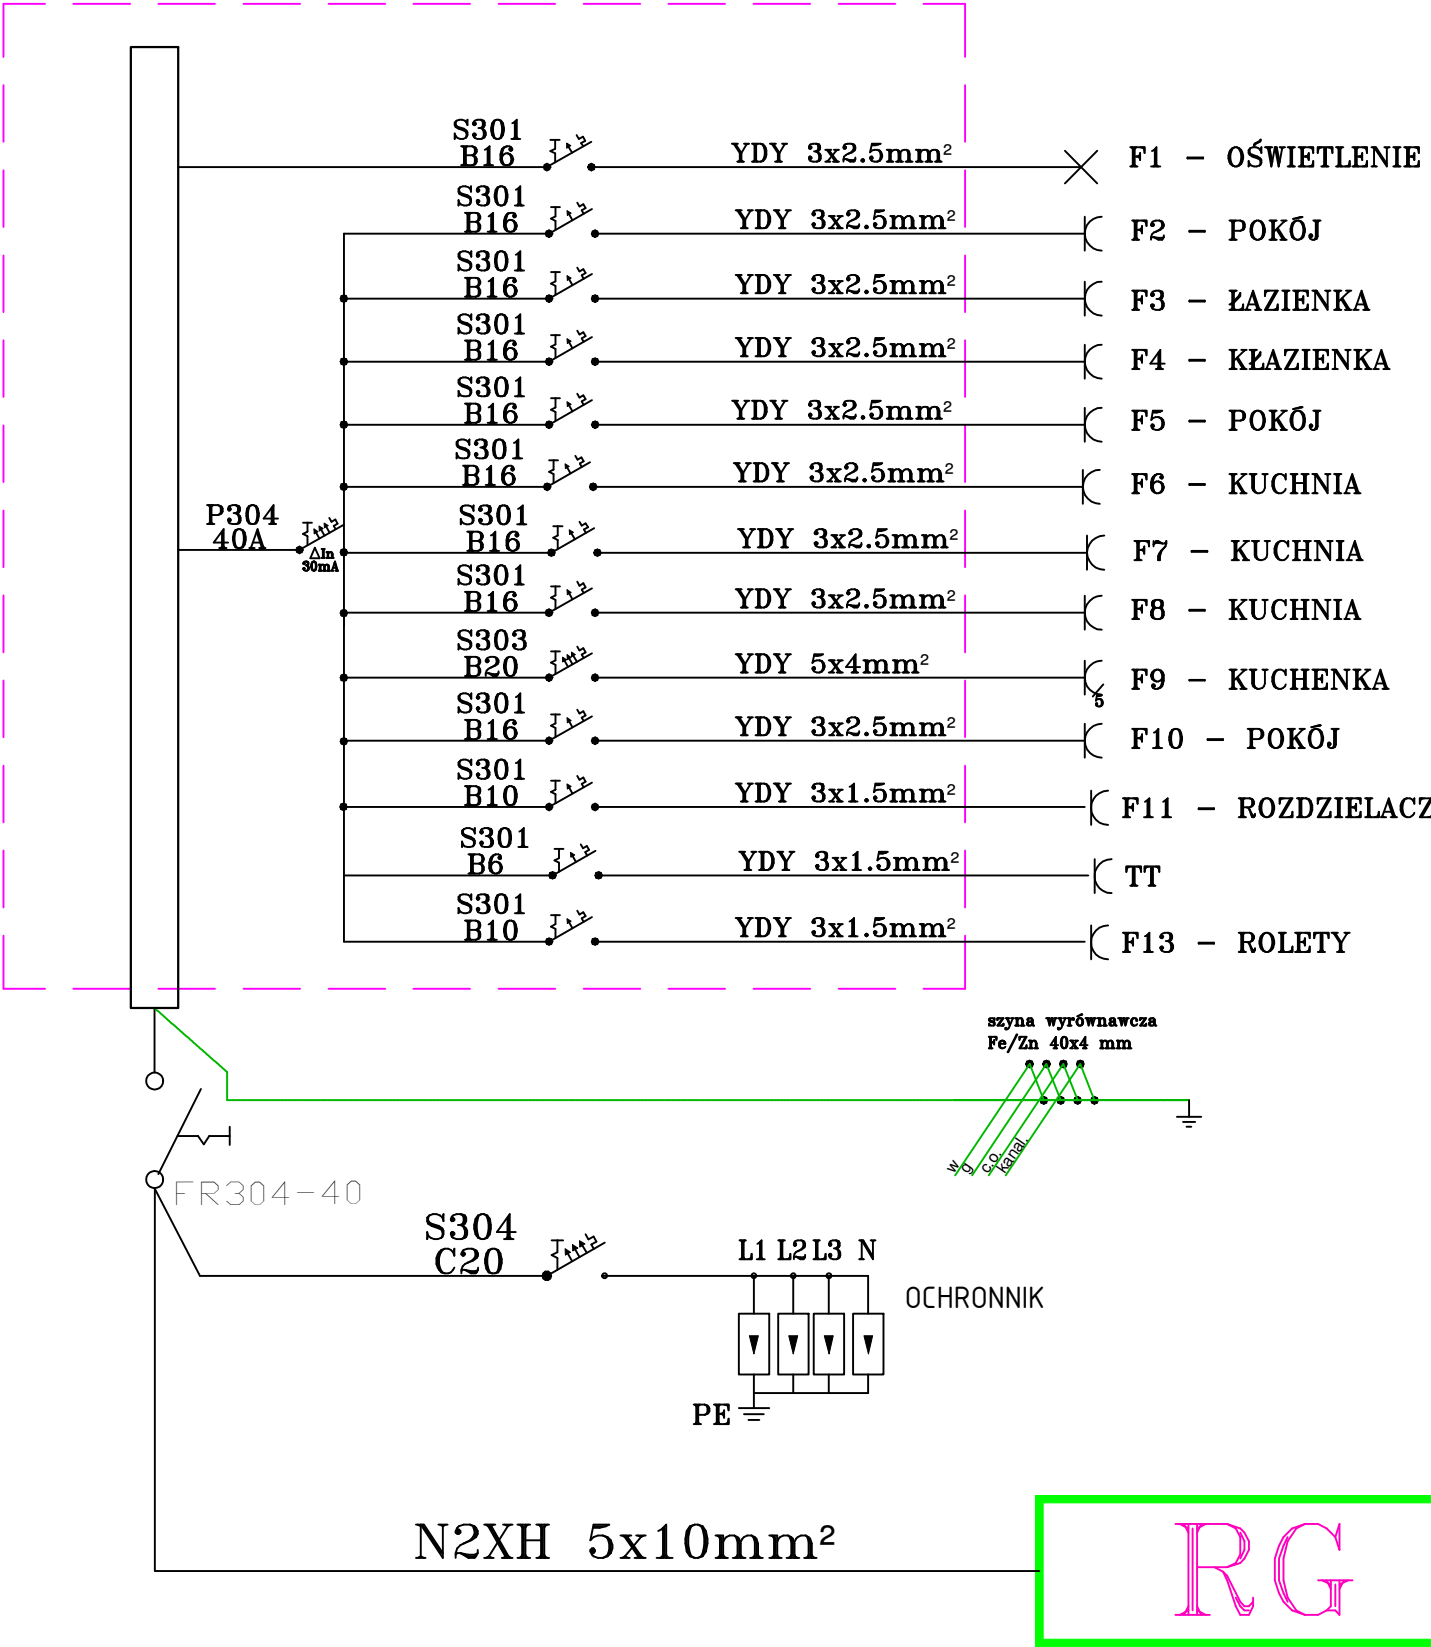 S301
B16
YDY 3x2.5mm²
F1 - OŚWIETLENIE
S301
B16
YDY 3x2.5mm²
F2 - POKÓJ
S301
B16
YDY 3x2.5mm²
F3 - ŁAZIENKA
S301
B16
YDY 3x2.5mm²
F4 - KŁAZIENKA
S301
B16
YDY 3x2.5mm²
F5 - POKÓJ
S301
B16
YDY 3x2.5mm²
F6 - KUCHNIA
P304
40A
ΔIn
30mA
S301
B16
YDY 3x2.5mm²
F7 - KUCHNIA
S301
B16
YDY 3x2.5mm²
F8 - KUCHNIA
S303
B20
YDY 5x4mm²
5
F9 - KUCHENKA
S301
B16
YDY 3x2.5mm²
F10 - POKÓJ
S301
B10
YDY 3x1.5mm²
F11 - ROZDZIELACZ
S301
B6
YDY 3x1.5mm²
TT
S301
B10
YDY 3x1.5mm²
F13 - ROLETY
szyna wyrównawcza
Fe/Zn 40x4 mm
w
g
c.o.
kanal.
FR304-40
S304
C20
L1 L2 L3 N
OCHRONNIK
PE
N2XH 5x10mm²
RG